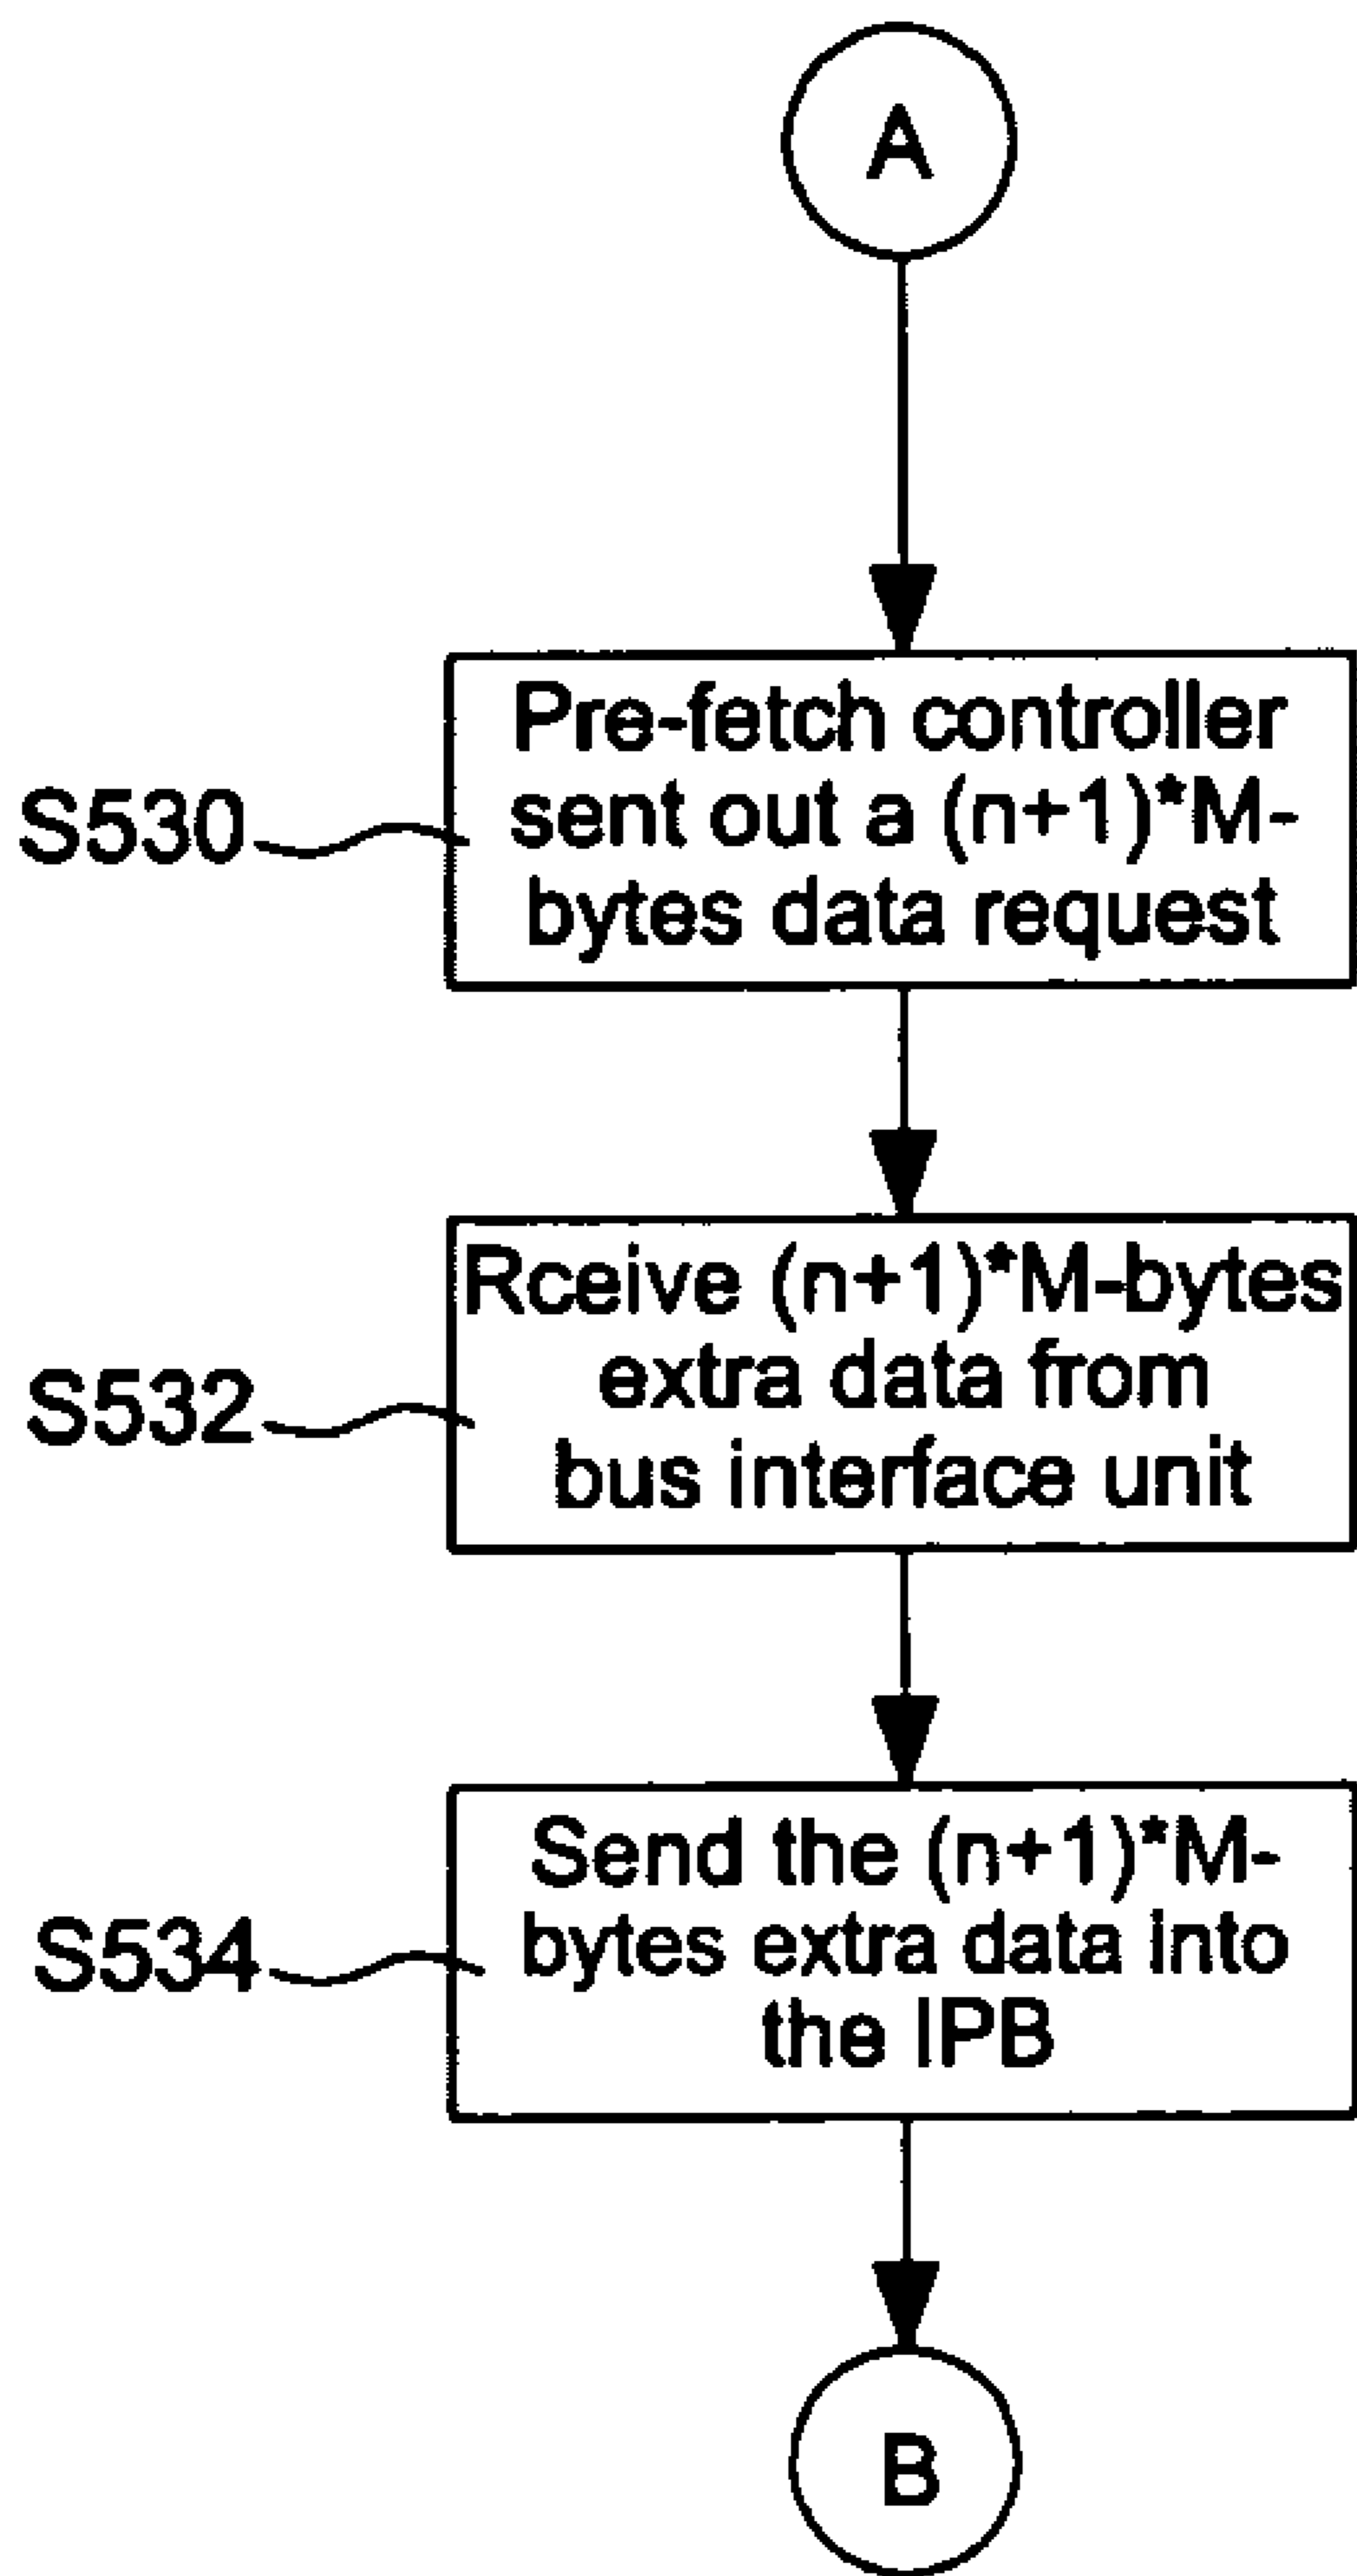 A
Pre-fetch controller
sent out a (n+1)*M-
bytes data request
S530
Rceive (n+1)*M-bytes
extra data from
bus interface unit
S532
Send the (n+1)*M-
bytes extra data into
the IPB
S534
B